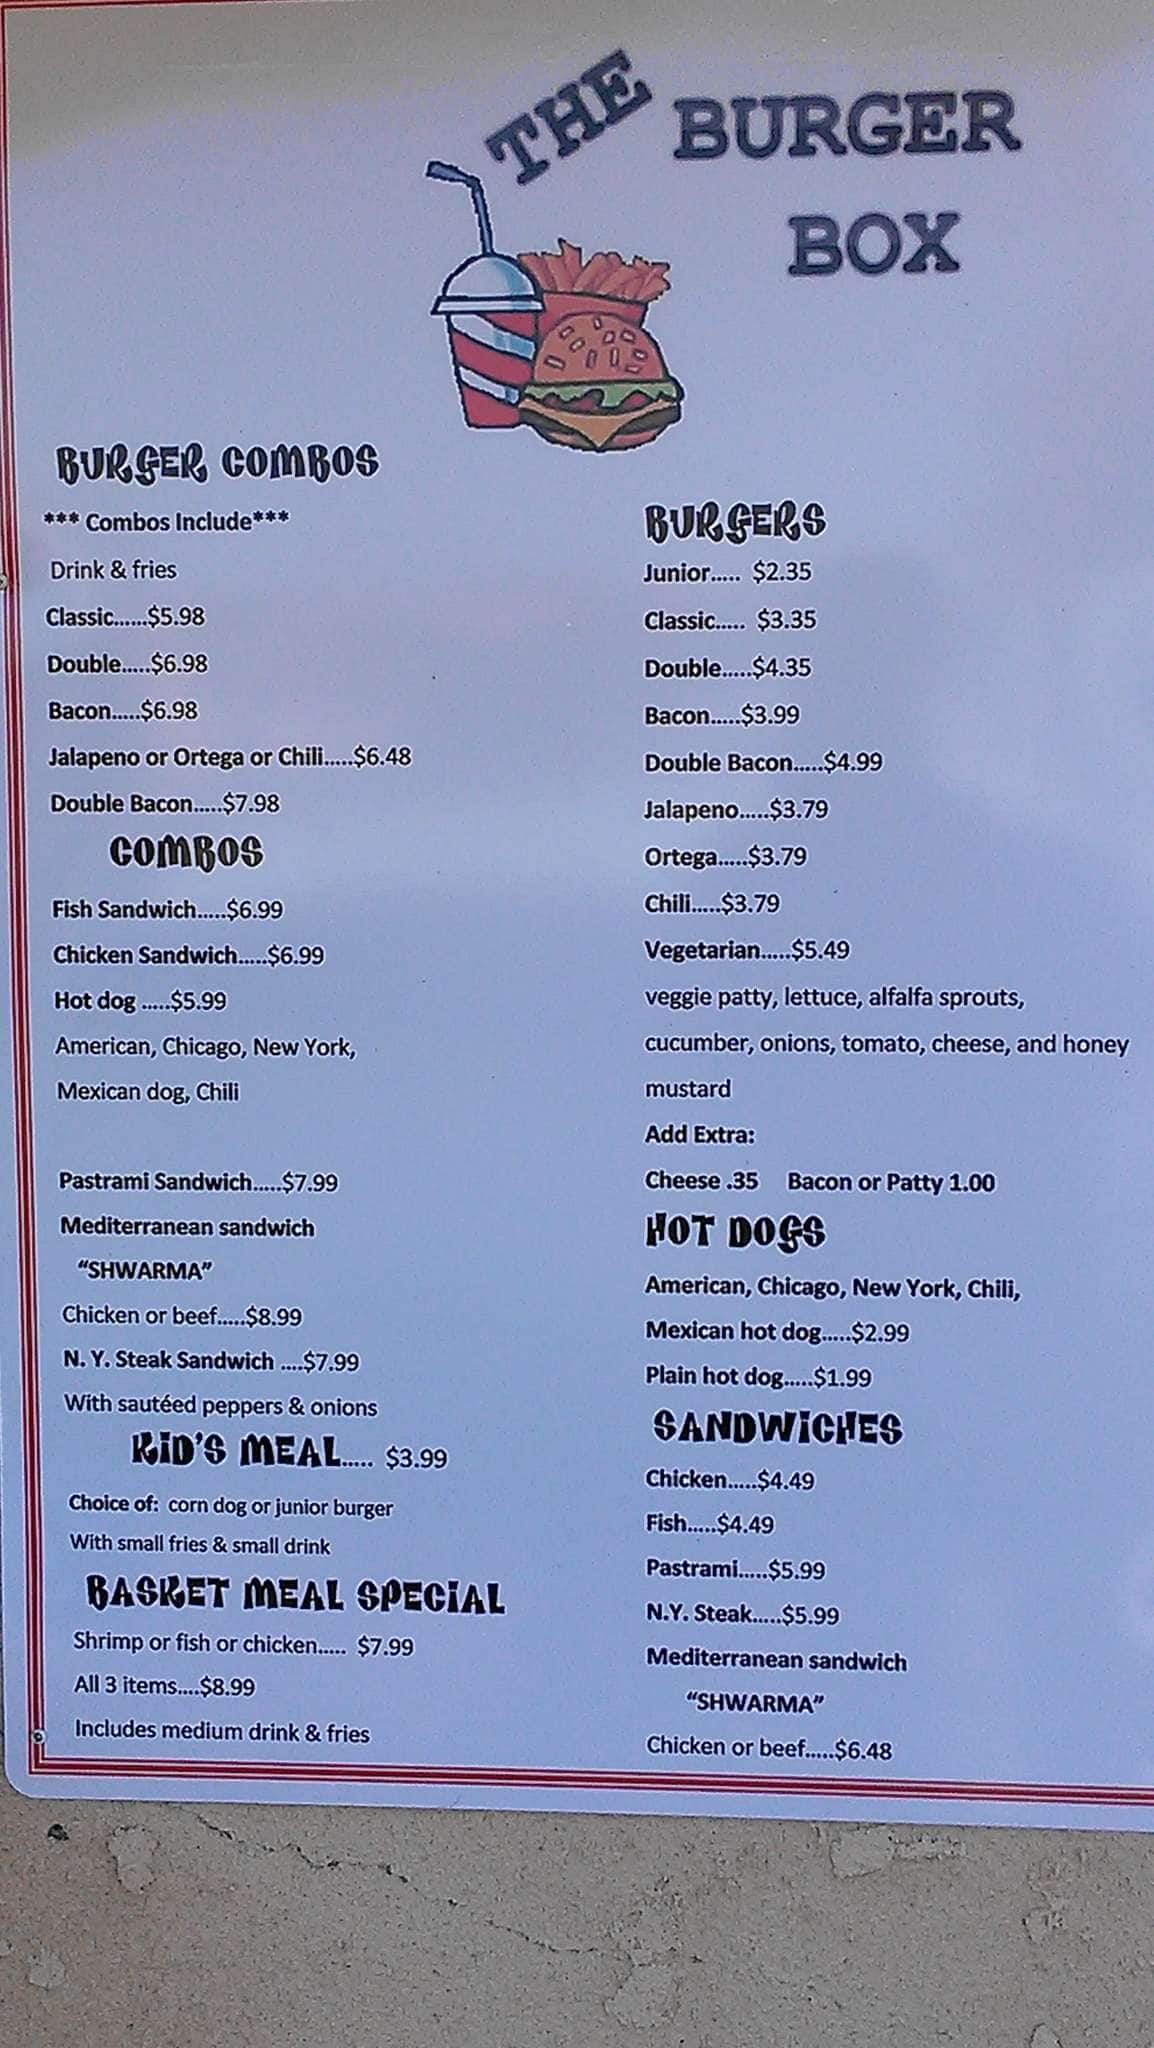 THE BURGER
BOX
BURGER COMBOS
*** Combos Include***
Drink & fries
Classic......$5.98
Double.....$6.98
Bacon.....$6.98
Jalapeno or Ortega or Chili.....$6.48
Double Bacon.....$7.98
COMBOS
Fish Sandwich.....$6.99
Chicken Sandwich.....$6.99
Hot dog .....$5.99
American, Chicago, New York,
Mexican dog, Chili
Pastrami Sandwich.....$7.99
Mediterranean sandwich
"SHWARMA"
Chicken or beef.....$8.99
N. Y. Steak Sandwich ....$7.99
With sautéed peppers & onions
KID'S MEAL..... $3.99
Choice of: corn dog or junior burger
With small fries & small drink
BASKET MEAL SPECIAL
Shrimp or fish or chicken..... $7.99
All 3 items....$8.99
Includes medium drink & fries
BURGERS
Junior..... $2.35
Classic..... $3.35
Double.....$4.35
Bacon.....$3.99
Double Bacon.....$4.99
Jalapeno.....$3.79
Ortega.....$3.79
Chili.....$3.79
Vegetarian.....$5.49
veggie patty, lettuce, alfalfa sprouts,
cucumber, onions, tomato, cheese, and honey
mustard
Add Extra:
Cheese .35 Bacon or Patty 1.00
HOT DOGS
American, Chicago, New York, Chili,
Mexican hot dog.....$2.99
Plain hot dog.....$1.99
SANDWICHES
Chicken.....$4.49
Fish.....$4.49
Pastrami.....$5.99
N.Y. Steak.....$5.99
Mediterranean sandwich
"SHWARMA"
Chicken or beef.....$6.48